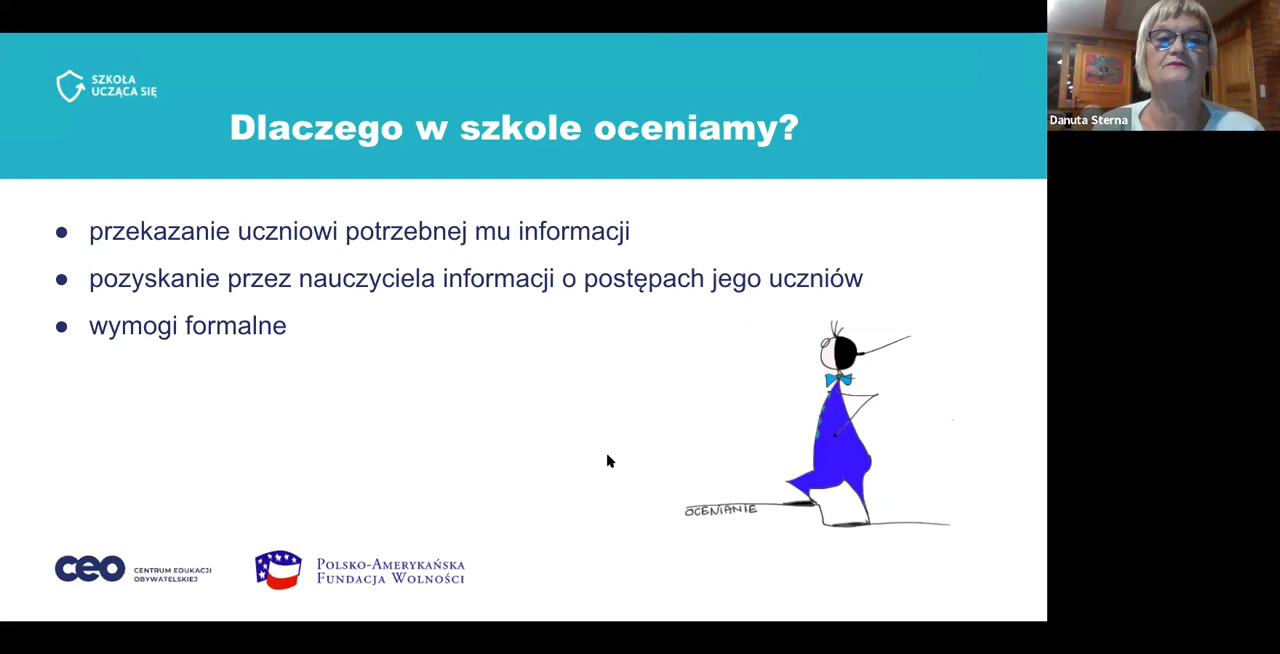 SZKOŁA
UCZĄCA SIĘ
Dlaczego w szkole oceniamy?
Danuta Sterna
● przekazanie uczniowi potrzebnej mu informacji
● pozyskanie przez nauczyciela informacji o postępach jego uczniów
● wymogi formalne
OCENIANIE
CEO
CENTRUM EDUKACJI
OBYWATELSKIEJ
POLSKO-AMERYKAŃSKA
FUNDACJA WOLNOŚCI